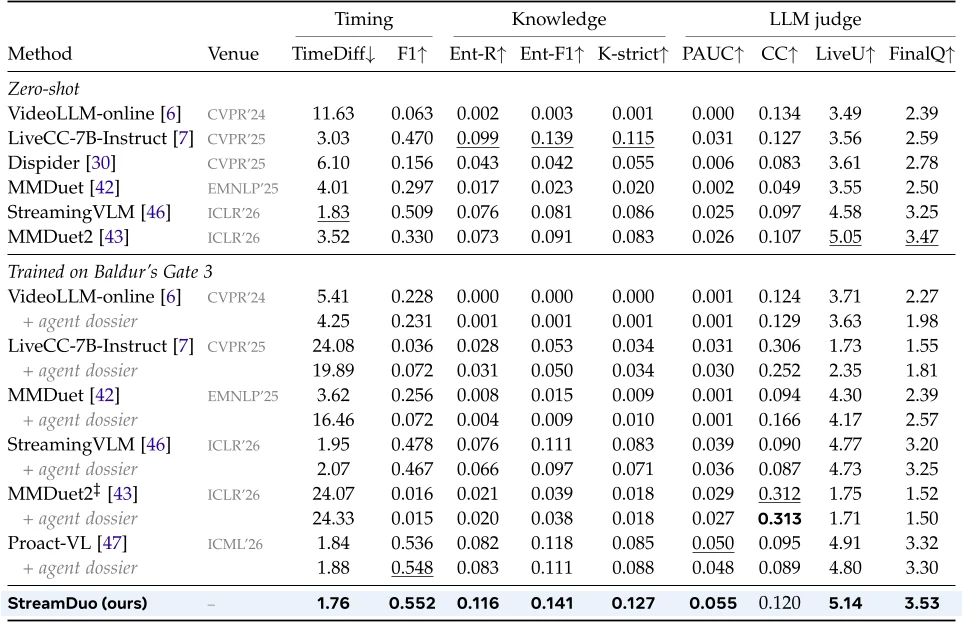 Timing Knowledge LLM judge
Method Venue TimeDiff↓ F1↑ Ent-R↑ Ent-F1↑ K-strict↑ PAUC↑ CC↑ LiveU↑ FinalQ↑
Zero-shot
VideoLLM-online [6] CVPR'24 11.63 0.063 0.002 0.003 0.001 0.000 0.134 3.49 2.39
LiveCC-7B-Instruct [7] CVPR'25 3.03 0.470 0.099 0.139 0.115 0.031 0.127 3.56 2.59
Dispider [30] CVPR'25 6.10 0.156 0.043 0.042 0.055 0.006 0.083 3.61 2.78
MMDuet [42] EMNLP'25 4.01 0.297 0.017 0.023 0.020 0.002 0.049 3.55 2.50
StreamingVLM [46] ICLR'26 1.83 0.509 0.076 0.081 0.086 0.025 0.097 4.58 3.25
MMDuet2 [43] ICLR'26 3.52 0.330 0.073 0.091 0.083 0.026 0.107 5.05 3.47
Trained on Baldur's Gate 3
VideoLLM-online [6] CVPR'24 5.41 0.228 0.000 0.000 0.000 0.001 0.124 3.71 2.27
+ agent dossier 4.25 0.231 0.001 0.001 0.001 0.001 0.129 3.63 1.98
LiveCC-7B-Instruct [7] CVPR'25 24.08 0.036 0.028 0.053 0.034 0.031 0.306 1.73 1.55
+ agent dossier 19.89 0.072 0.031 0.050 0.034 0.030 0.252 2.35 1.81
MMDuet [42] EMNLP'25 3.62 0.256 0.008 0.015 0.009 0.001 0.094 4.30 2.39
+ agent dossier 16.46 0.072 0.004 0.009 0.010 0.001 0.166 4.17 2.57
StreamingVLM [46] ICLR'26 1.95 0.478 0.076 0.111 0.083 0.039 0.090 4.77 3.20
+ agent dossier 2.07 0.467 0.066 0.097 0.071 0.036 0.087 4.73 3.25
MMDuet2‡ [43] ICLR'26 24.07 0.016 0.021 0.039 0.018 0.029 0.312 1.75 1.52
+ agent dossier 24.33 0.015 0.020 0.038 0.018 0.027 0.313 1.71 1.50
Proact-VL [47] ICML'26 1.84 0.536 0.082 0.118 0.085 0.050 0.095 4.91 3.32
+ agent dossier 1.88 0.548 0.083 0.111 0.088 0.048 0.089 4.80 3.30
StreamDuo (ours) – 1.76 0.552 0.116 0.141 0.127 0.055 0.120 5.14 3.53